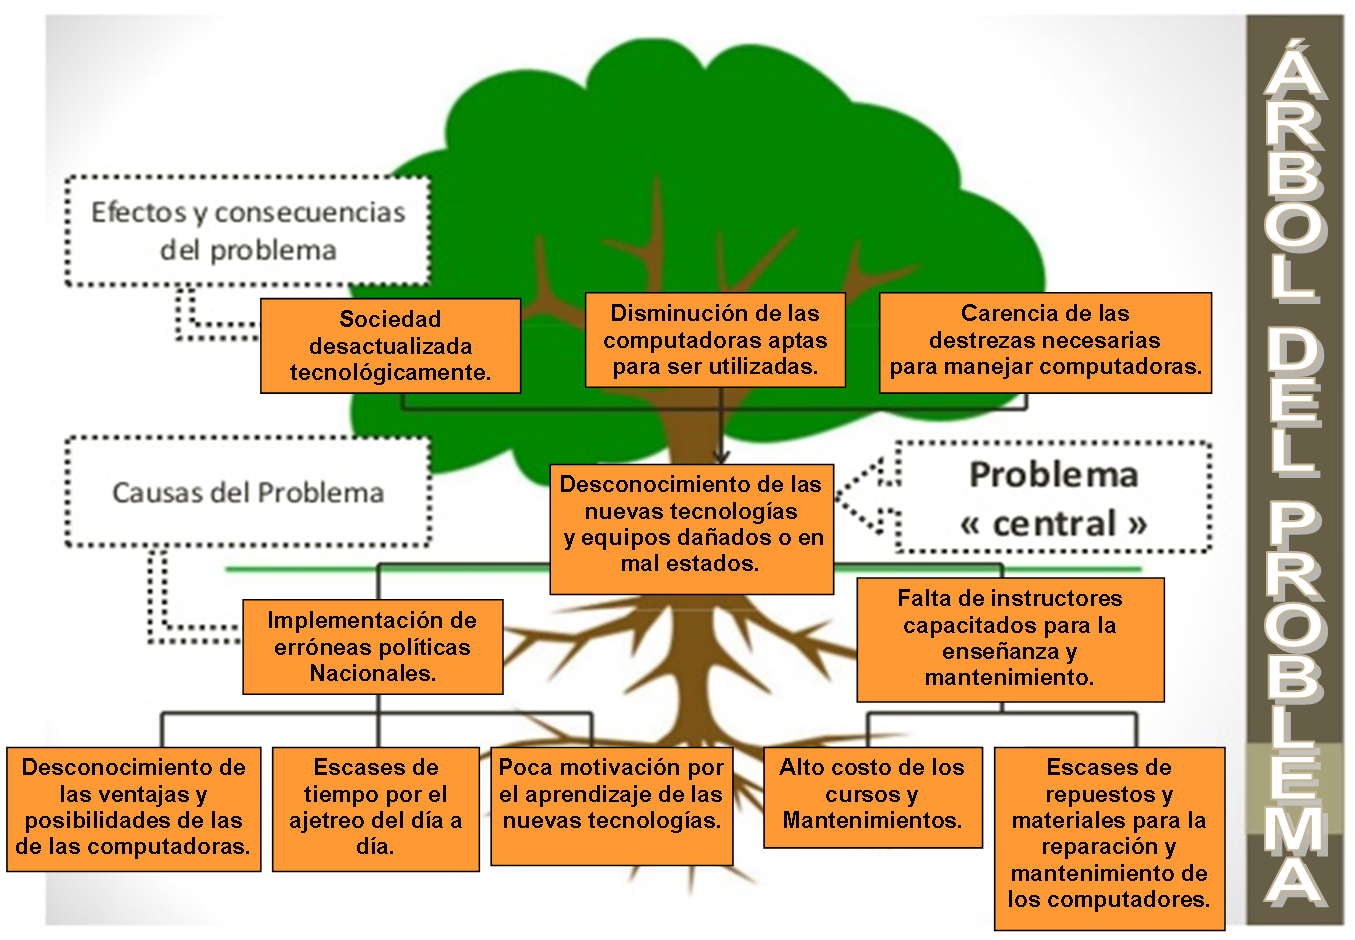 Efectos y consecuencias
del problema
Sociedad
desactualizada
tecnológicamente.
Disminución de las
computadoras aptas
para ser utilizadas.
Carencia de las
destrezas necesarias
para manejar computadoras.
Causas del Problema
Desconocimiento de las
nuevas tecnologías
y equipos dañados o en
mal estados.
Problema
« central »
Implementación de
erróneas políticas
Nacionales.
Falta de instructores
capacitados para la
enseñanza y
mantenimiento.
Desconocimiento de
las ventajas y
posibilidades de las
de las computadoras.
Escases de
tiempo por el
ajetreo del día a
día.
Poca motivación por
el aprendizaje de las
nuevas tecnologías.
Alto costo de los
cursos y
Mantenimientos.
Escases de
repuestos y
materiales para la
reparación y
mantenimiento de
los computadores.
ÁRBOL DEL PROBLEMA